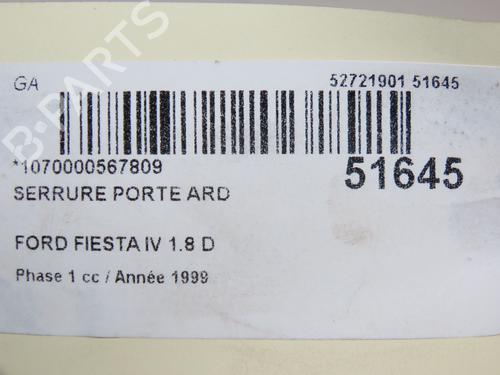 GA 52721901 51645
*1070000567809 51645
SERRURE PORTE ARD
FORD FIESTA IV 1.8 D
Phase 1 cc / Année 1999
B-PARTS